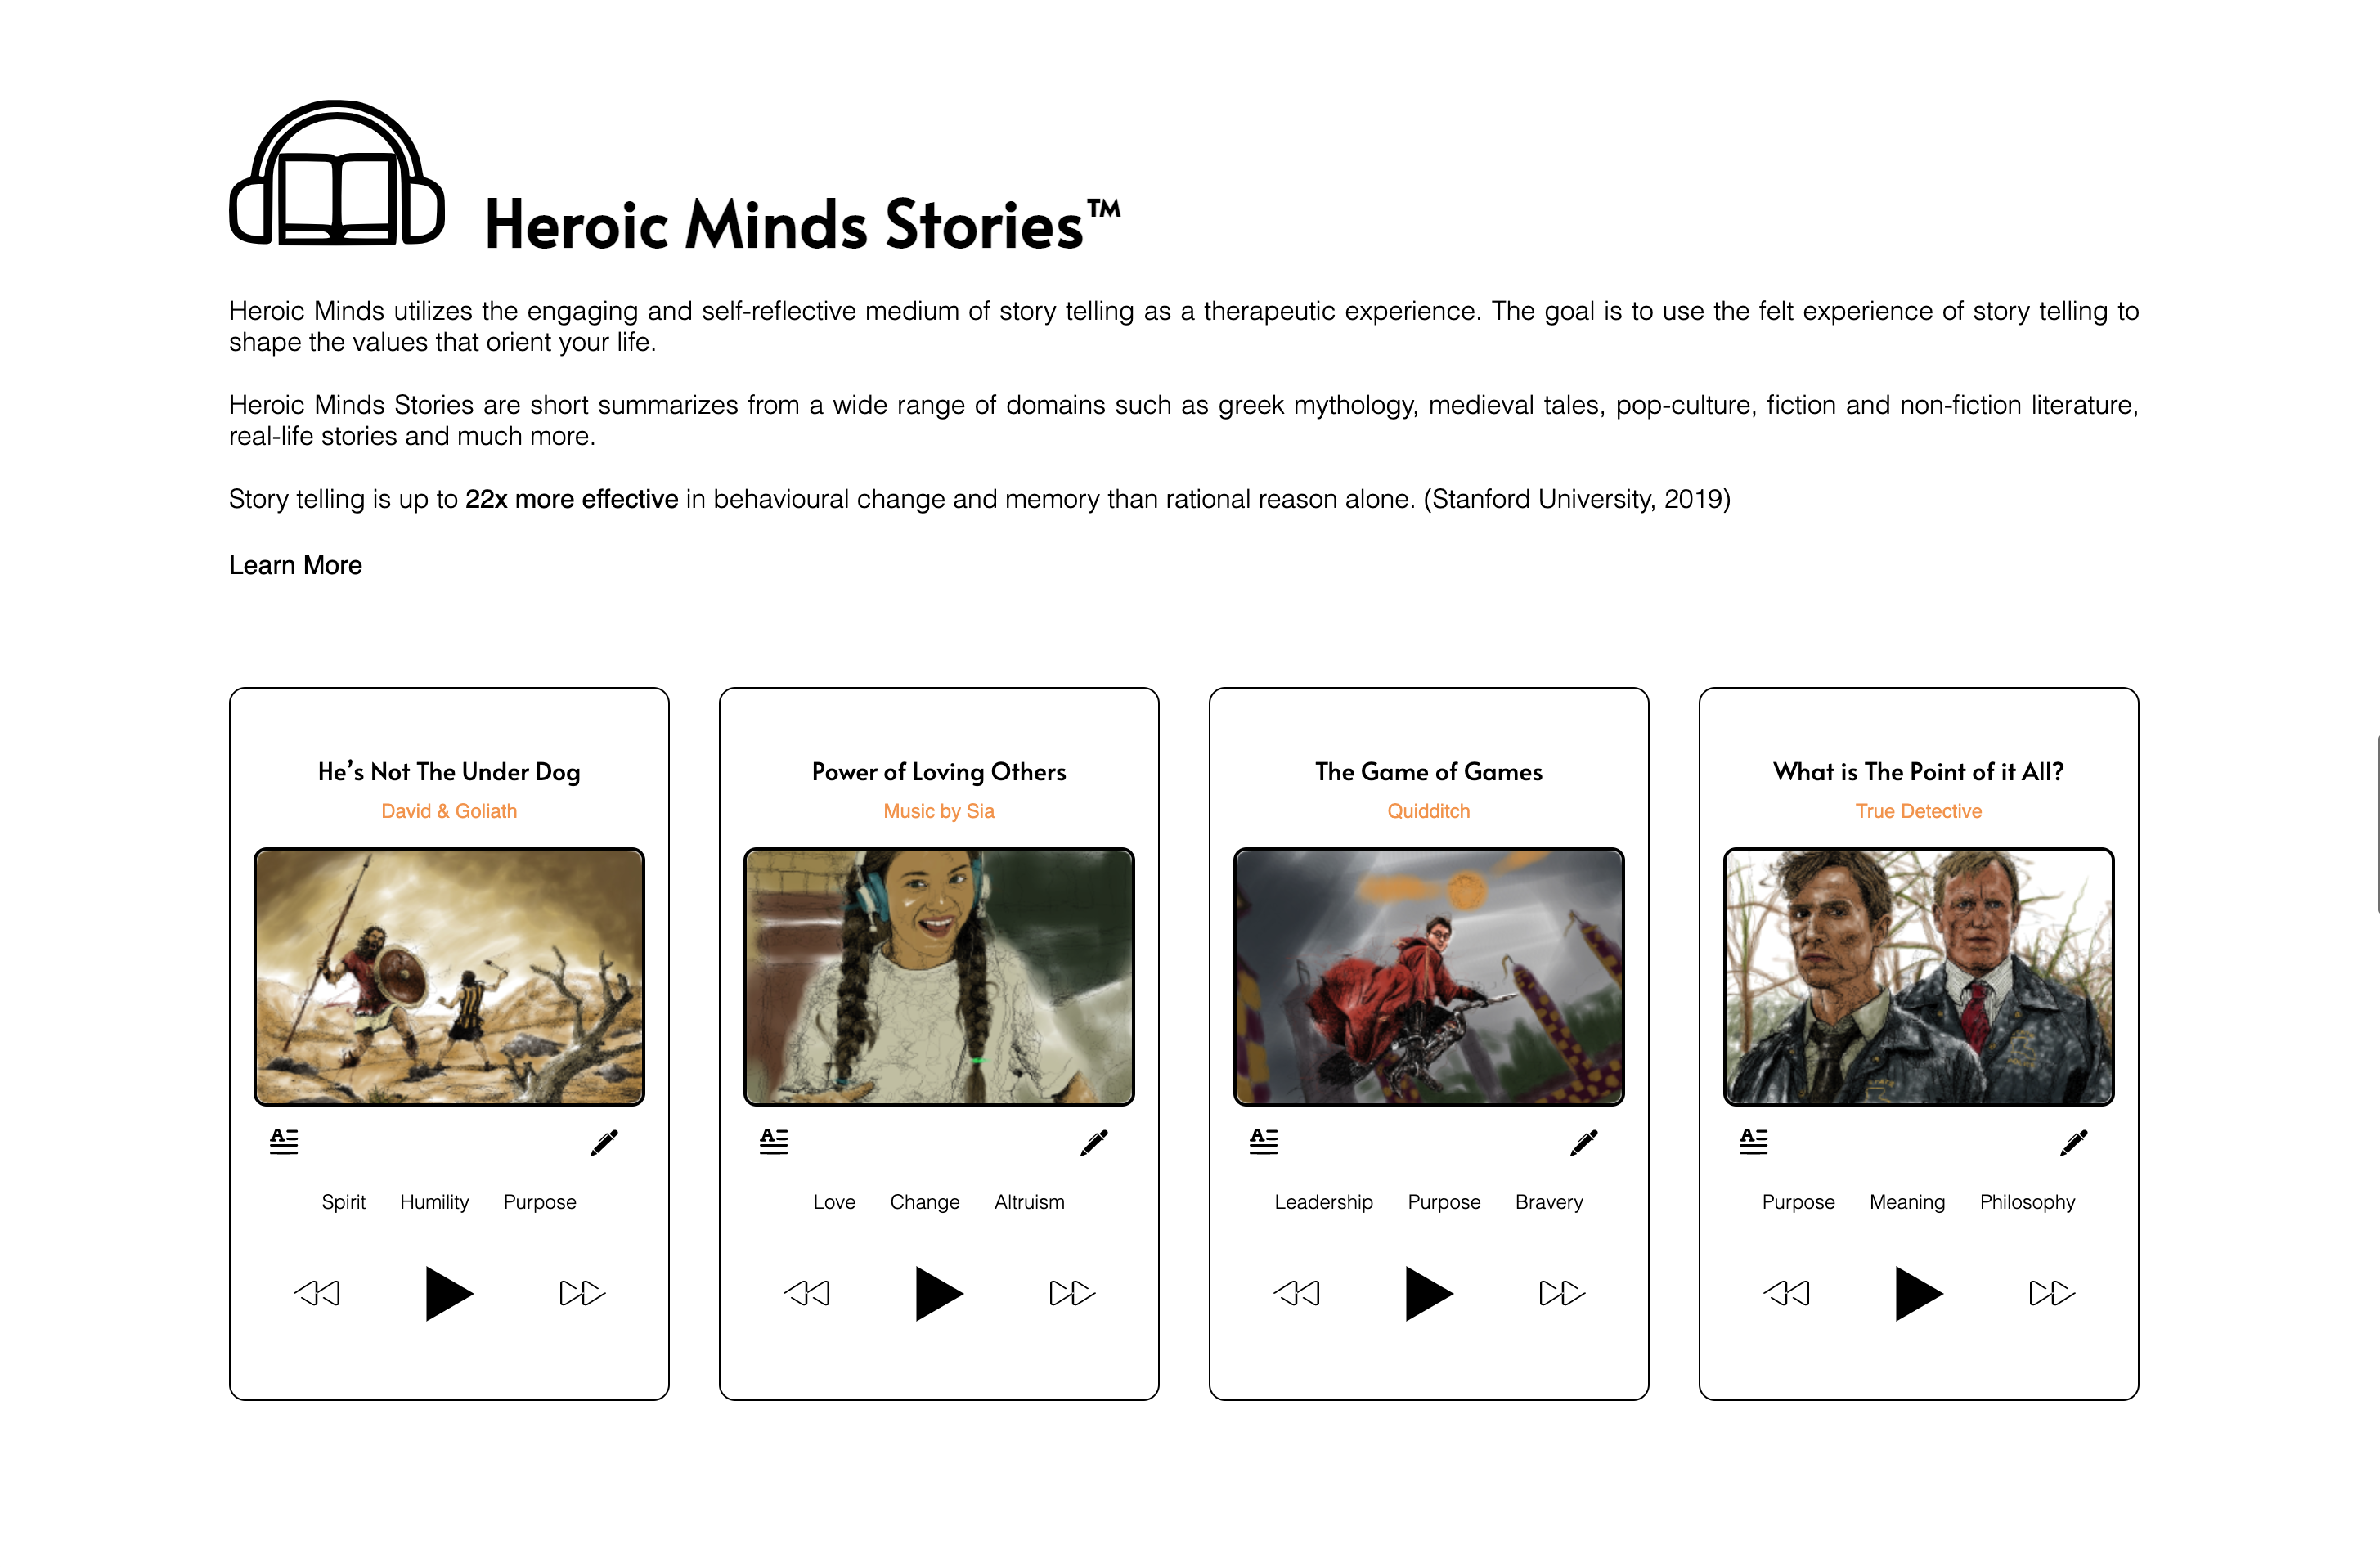 Heroic Minds Stories™
Heroic Minds utilizes the engaging and self-reflective medium of story telling as a therapeutic experience. The goal is to use the felt experience of story telling to
shape the values that orient your life.
Heroic Minds Stories are short summarizes from a wide range of domains such as greek mythology, medieval tales, pop-culture, fiction and non-fiction literature,
real-life stories and much more.
Story telling is up to 22x more effective in behavioural change and memory than rational reason alone. (Stanford University, 2019)
Learn More
He's Not The Under Dog
David & Goliath
Spirit Humility Purpose
Power of Loving Others
Music by Sia
Love Change Altruism
The Game of Games
Quidditch
Leadership Purpose Bravery
What is The Point of it All?
True Detective
Purpose Meaning Philosophy